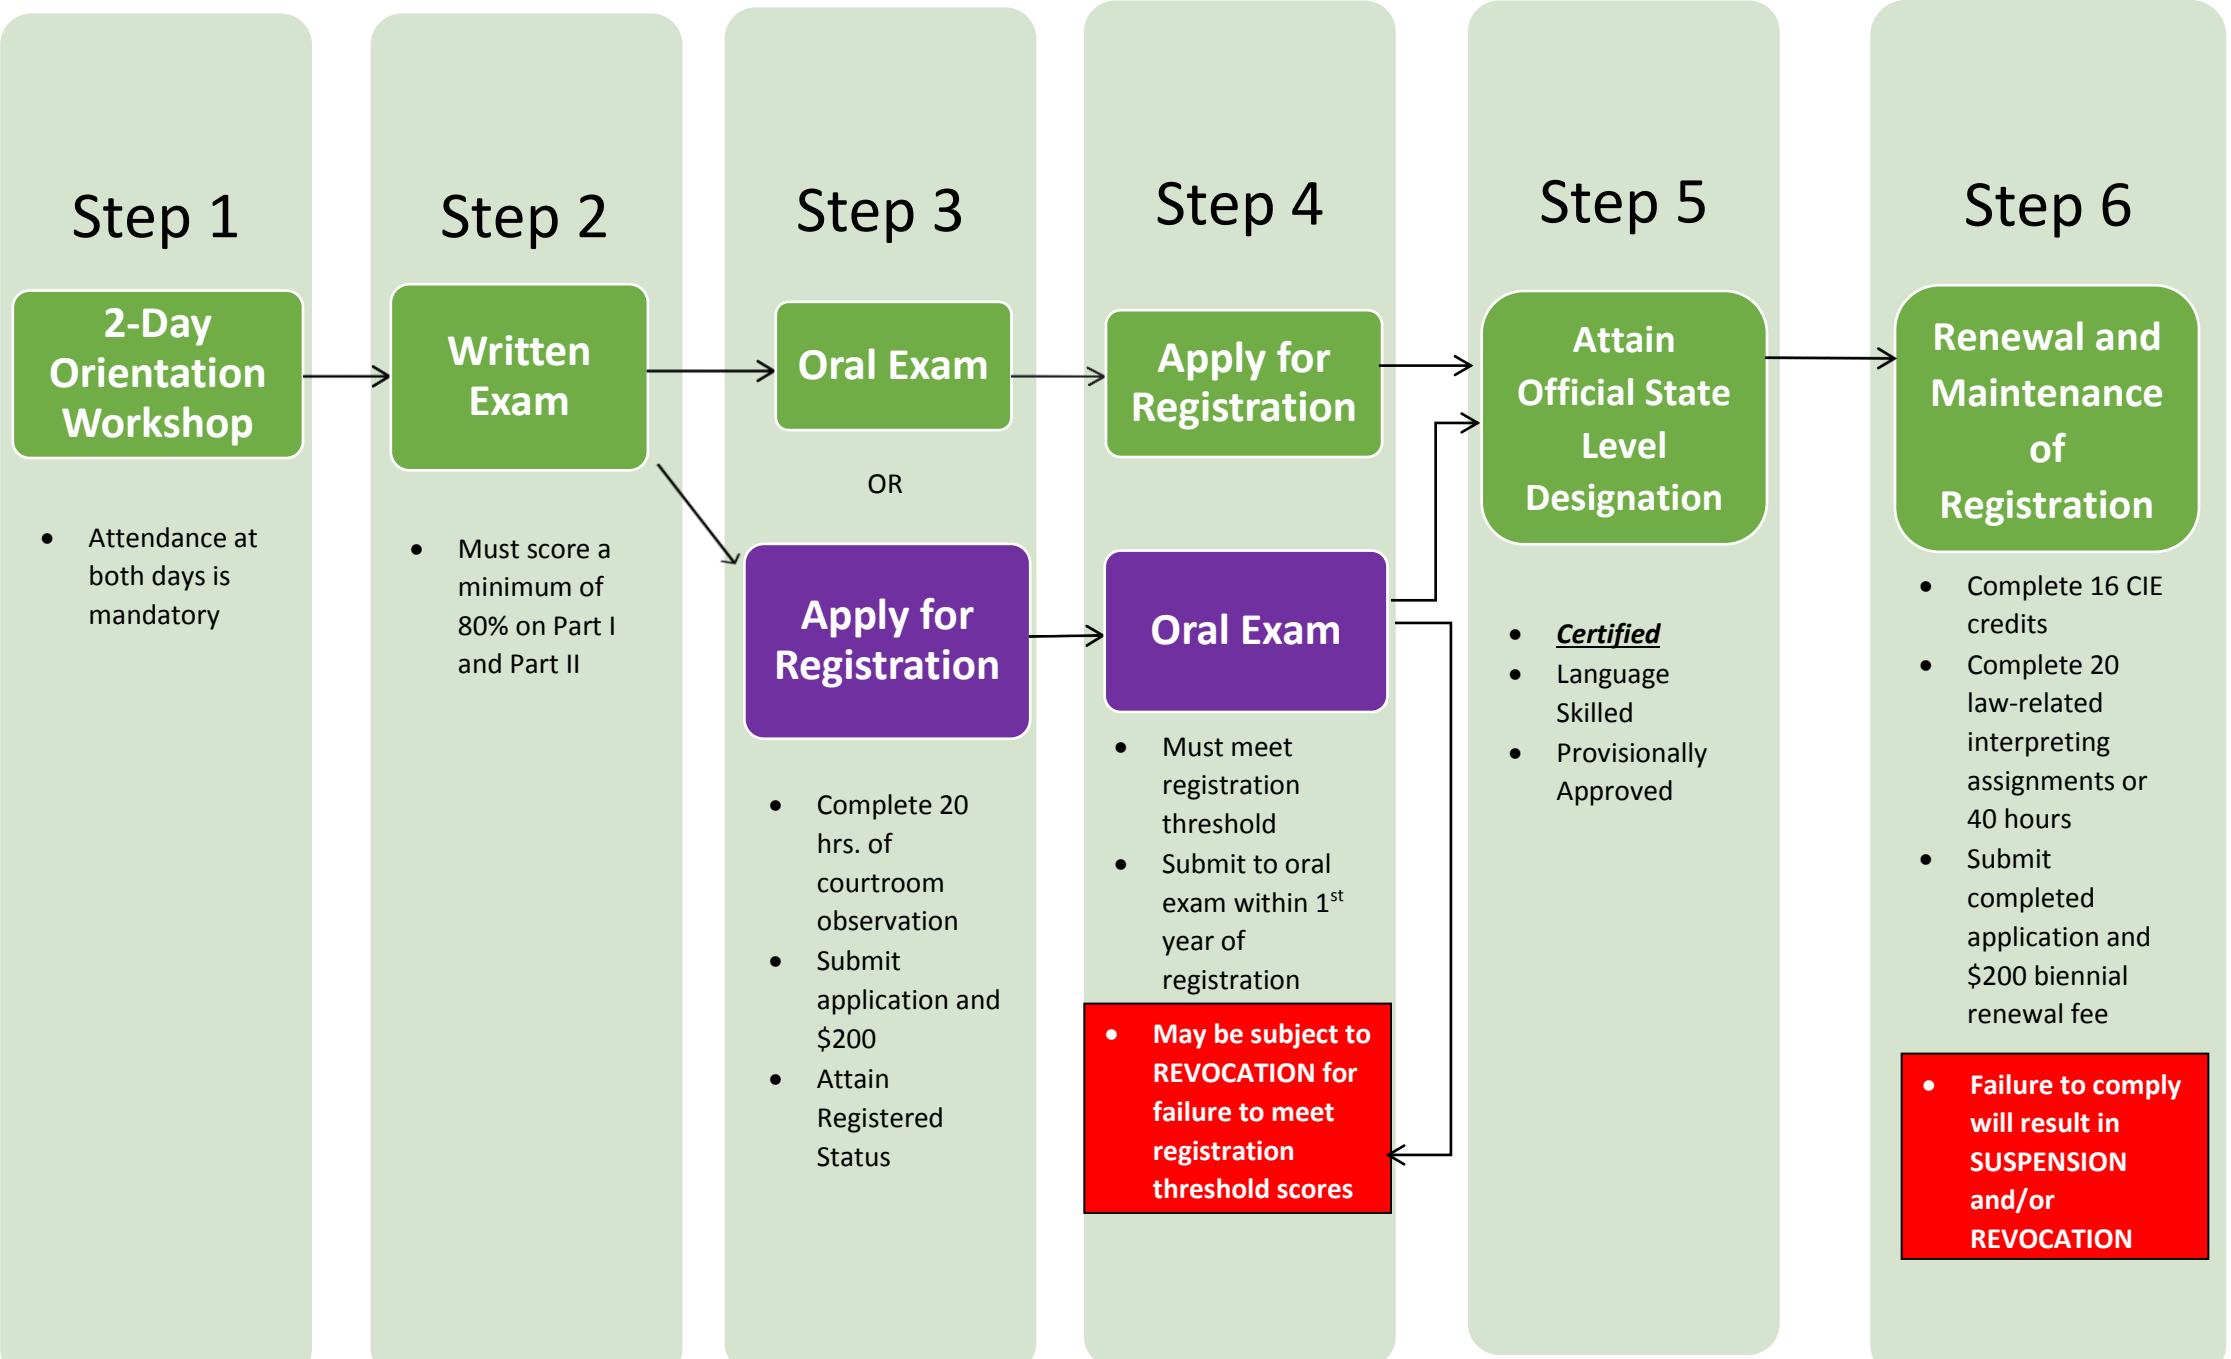 Step 1
2-Day
Orientation
Workshop
• Attendance at
both days is
mandatory
Step 2
Written
Exam
• Must score a
minimum of
80% on Part I
and Part II
Step 3
Oral Exam
OR
Apply for
Registration
• Complete 20
hrs. of
courtroom
observation
• Submit
application and
$200
• Attain
Registered
Status
Step 4
Apply for
Registration
Oral Exam
• Must meet
registration
threshold
• Submit to oral
exam within 1st
year of
registration
• May be subject to
REVOCATION for
failure to meet
registration
threshold scores
Step 5
Attain
Official State
Level
Designation
• Certified
• Language
Skilled
• Provisionally
Approved
Step 6
Renewal and
Maintenance
of
Registration
• Complete 16 CIE
credits
• Complete 20
law-related
interpreting
assignments or
40 hours
• Submit
completed
application and
$200 biennial
renewal fee
• Failure to comply
will result in
SUSPENSION
and/or
REVOCATION